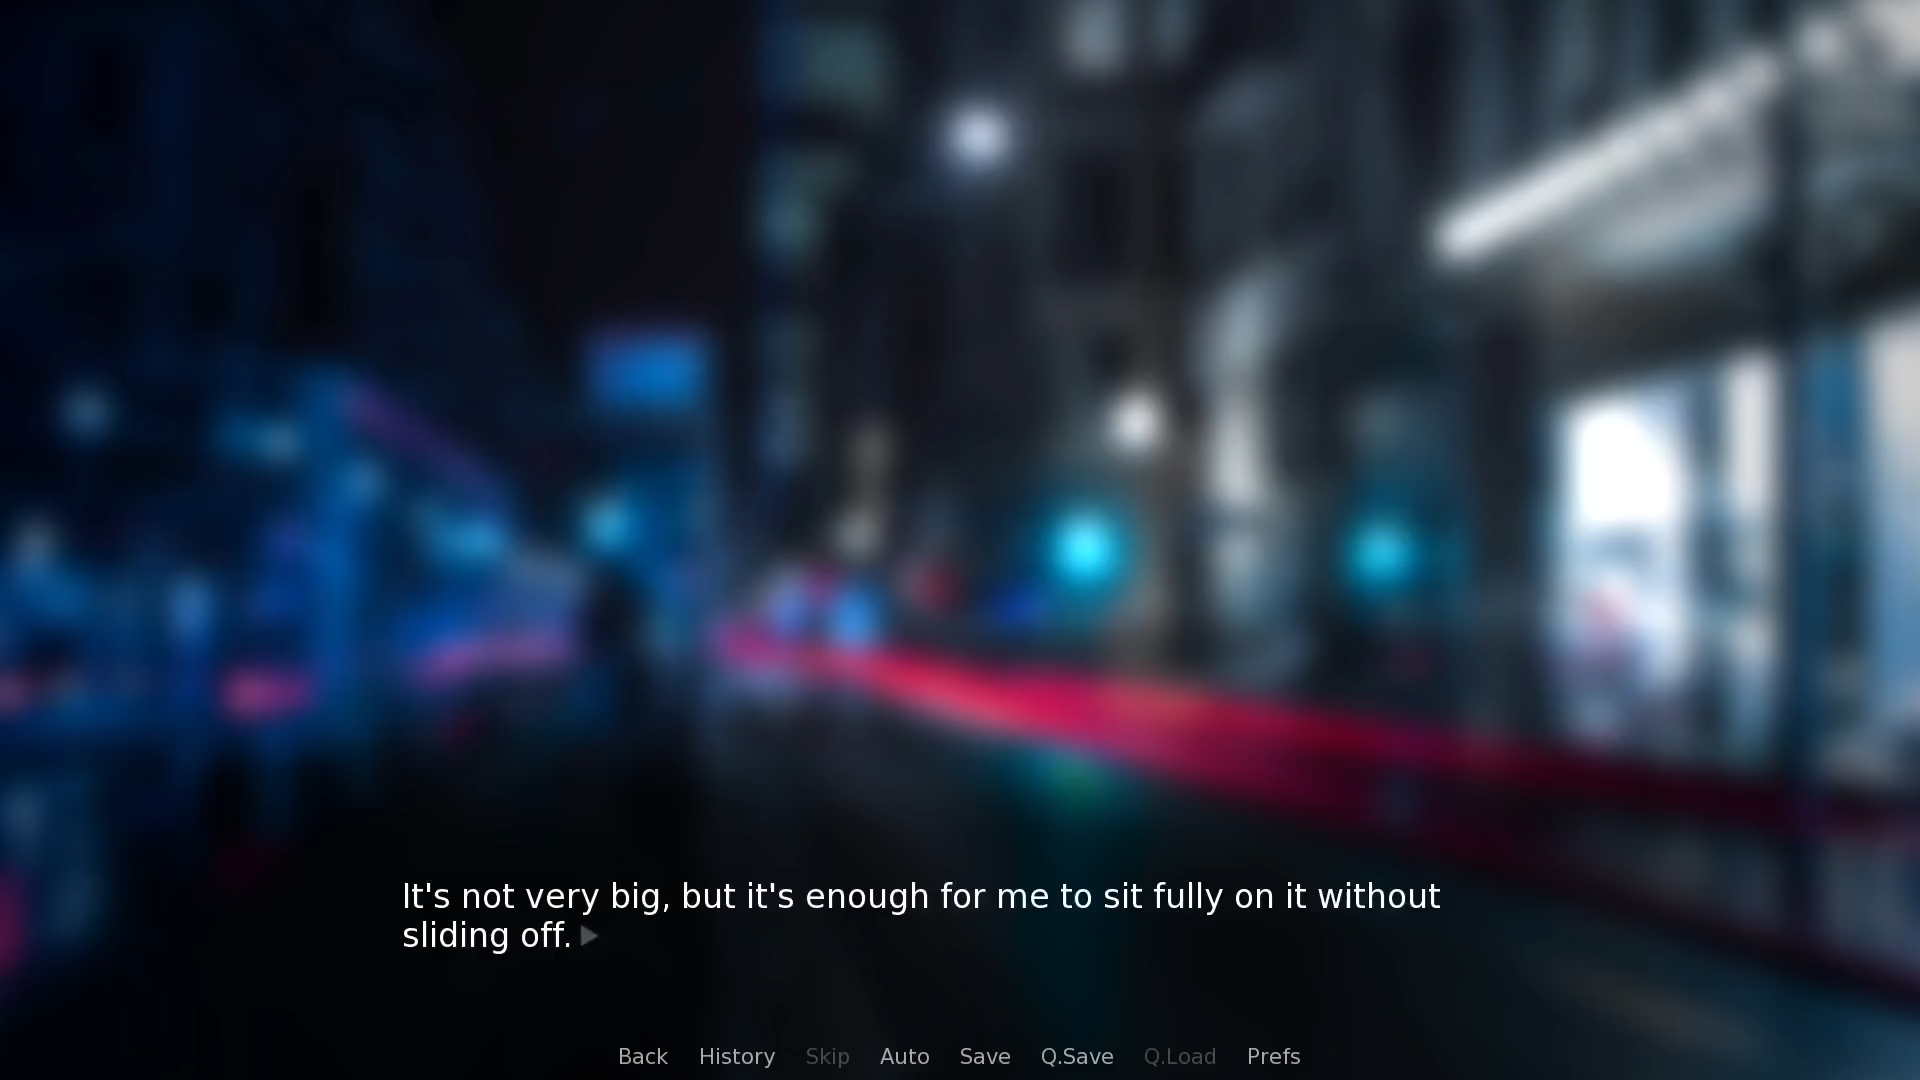 It's not very big, but it's enough for me to sit fully on it without
sliding off.
Back History Skip Auto Save Q.Save Q.Load Prefs